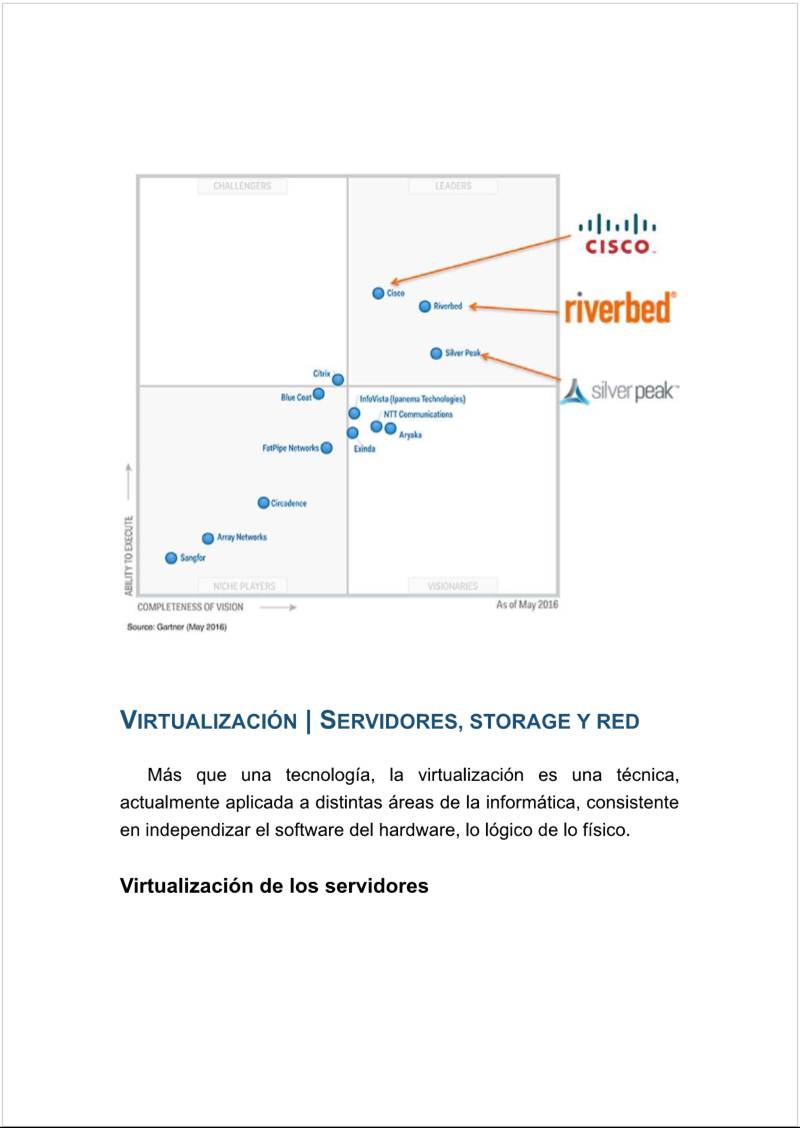 CHALLENGERS
LEADERS
CISCO
Cisco
Riverbed
riverbed®
Silver Peak
silver peak™
Citrix
Blue Coat
InfoVista (Ipanema Technologies)
NTT Communications
Aryaka
Exinda
FatPipe Networks
Circadence
Array Networks
Sangfor
ABILITY TO EXECUTE
NICHE PLAYERS
VISIONARIES
COMPLETENESS OF VISION
As of May 2016
Source: Gartner (May 2016)
VIRTUALIZACIÓN | SERVIDORES, STORAGE Y RED
Más que una tecnología, la virtualización es una técnica,
actualmente aplicada a distintas áreas de la informática, consistente
en independizar el software del hardware, lo lógico de lo físico.
Virtualización de los servidores